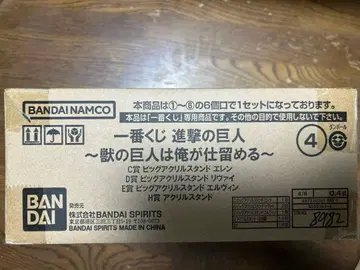 BANDAI NAMCO
本商品は①〜⑥の6個口で1セットになっております。
本品は「一番くじ」専用商品です。その他の目的で使用しないで下さい。
一番くじ 進撃の巨人
〜獣の巨人は俺が仕留める〜
④
段ボール
C賞 ビッグアクリルスタンド エレン
D賞 ビッグアクリルスタンド リヴァイ
E賞 ビッグアクリルスタンド エルヴィン
H賞 アクリルスタンド
BAN
DAI
発売元
株式会社BANDAI SPIRITS
BANDAI SPIRITS MADE IN CHINA
8982